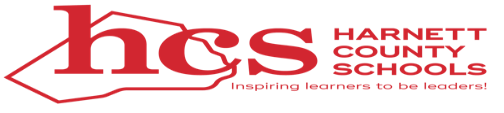 hcs
HARNETT
COUNTY
SCHOOLS
Inspiring learners to be leaders!